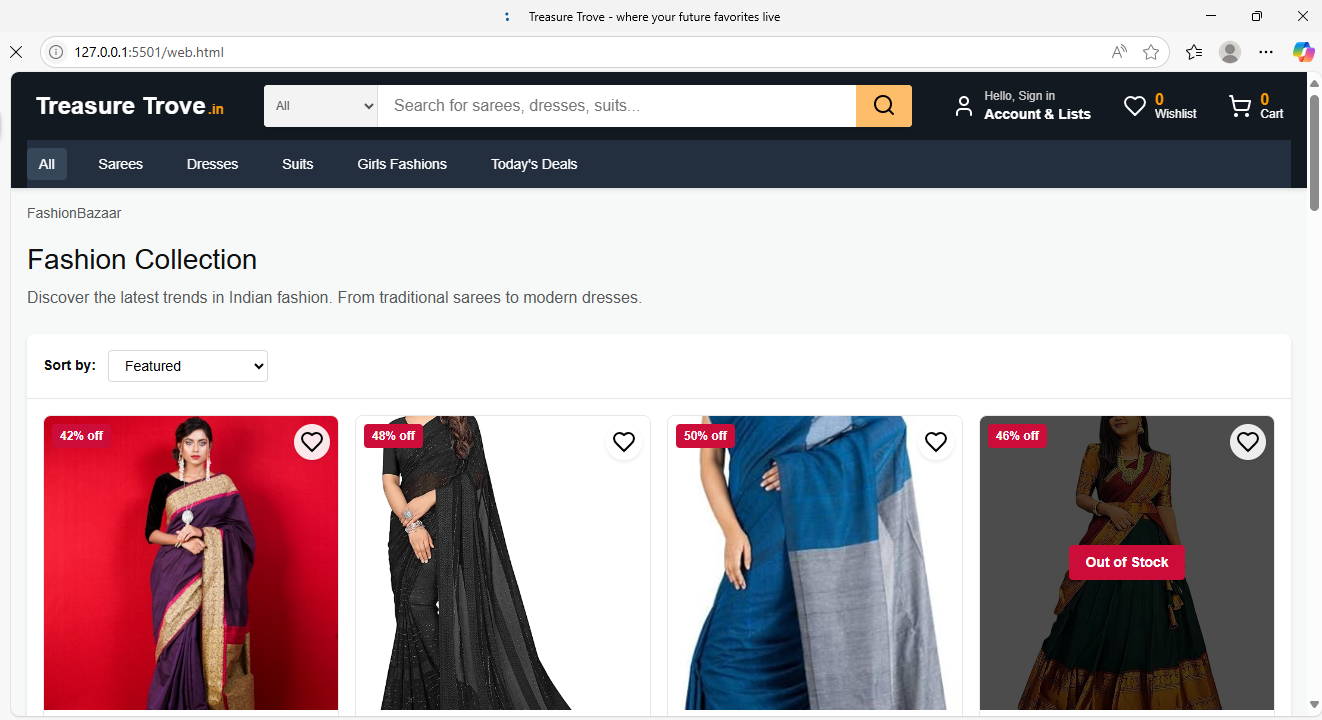 Treasure Trove - where your future favorites live
127.0.0.1:5501/web.html
Treasure Trove.in
All
Search for sarees, dresses, suits...
Hello, Sign in
Account & Lists
0
Wishlist
0
Cart
All Sarees Dresses Suits Girls Fashions Today's Deals
FashionBazaar
Fashion Collection
Discover the latest trends in Indian fashion. From traditional sarees to modern dresses.
Sort by: Featured
42% off
48% off
50% off
46% off
Out of Stock